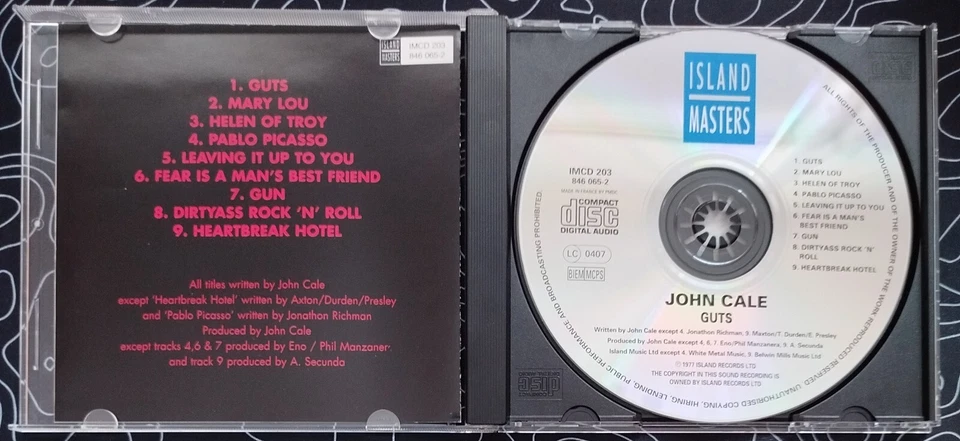 ISLAND
MASTERS
IMCD 203
846 065-2
1. GUTS
2. MARY LOU
3. HELEN OF TROY
4. PABLO PICASSO
5. LEAVING IT UP TO YOU
6. FEAR IS A MAN'S BEST FRIEND
7. GUN
8. DIRTYASS ROCK 'N' ROLL
9. HEARTBREAK HOTEL
All titles written by John Cale
except 'Heartbreak Hotel' written by Axton/Durden/Presley
and 'Pablo Picasso' written by Jonathon Richman
Produced by John Cale
except tracks 4,6 & 7 produced by Eno / Phil Manzaner
and track 9 produced by A. Secunda
ISLAND
MASTERS
IMCD 203
846 065-2
MADE IN FRANCE BY PMDC
COMPACT
disc
DIGITAL AUDIO
LC 0407
BIEM/MCPS
1. GUTS
2. MARY LOU
3. HELEN OF TROY
4. PABLO PICASSO
5. LEAVING IT UP TO YOU
6. FEAR IS A MAN'S
BEST FRIEND
7. GUN
8. DIRTYASS ROCK 'N'
ROLL
9. HEARTBREAK HOTEL
JOHN CALE
GUTS
Written by John Cale except 4. Jonathon Richman, 9. Maxton/T. Durden/E. Presley
Produced by John Cale except 4, 6, 7. Eno/Phil Manzanera, 9. A. Secunda
Island Music Ltd except 4. White Metal Music, 9. Belwin Mills Music Ltd
℗ 1977 ISLAND RECORDS LTD
THE COPYRIGHT IN THIS SOUND RECORDING IS
OWNED BY ISLAND RECORDS LTD
ALL RIGHTS OF THE PRODUCER AND OF THE OWNER OF THE WORK REPRODUCED RESERVED. UNAUTHORISED COPYING, HIRING, LENDING, PUBLIC PERFORMANCE AND BROADCASTING PROHIBITED.